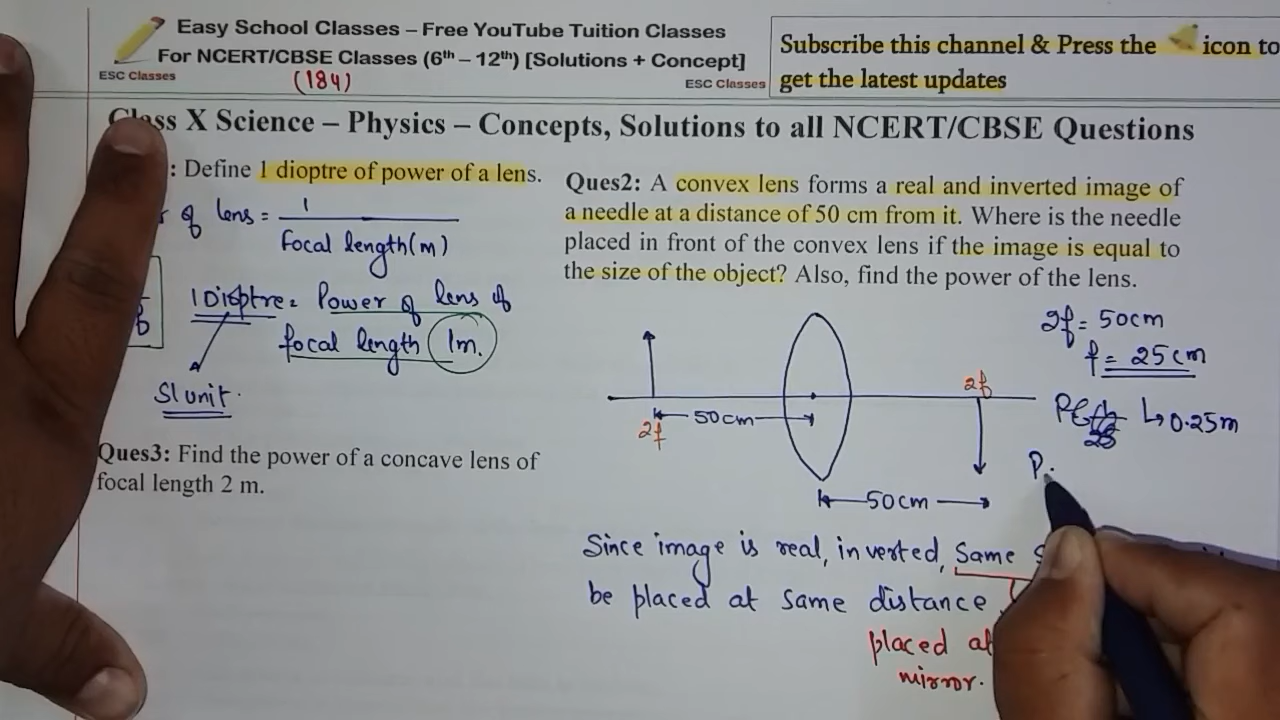 Easy School Classes – Free YouTube Tuition Classes
For NCERT/CBSE Classes (6th – 12th) [Solutions + Concept]
ESC Classes
(184)
ESC Classes
Subscribe this channel & Press the icon to
get the latest updates
Class X Science – Physics – Concepts, Solutions to all NCERT/CBSE Questions
: Define 1 dioptre of power of a lens.
of lens = 1
Focal length (m)
1 Dioptre = Power of lens of
focal length 1m.
SI unit.
Ques3: Find the power of a concave lens of
focal length 2 m.
Ques2: A convex lens forms a real and inverted image of
a needle at a distance of 50 cm from it. Where is the needle
placed in front of the convex lens if the image is equal to
the size of the object? Also, find the power of the lens.
2f = 50cm
f = 25cm
↳ 0.25m
P
2f
50cm
2f
50cm
Since image is real, inverted, Same
be placed at same distance
placed at
mirror.